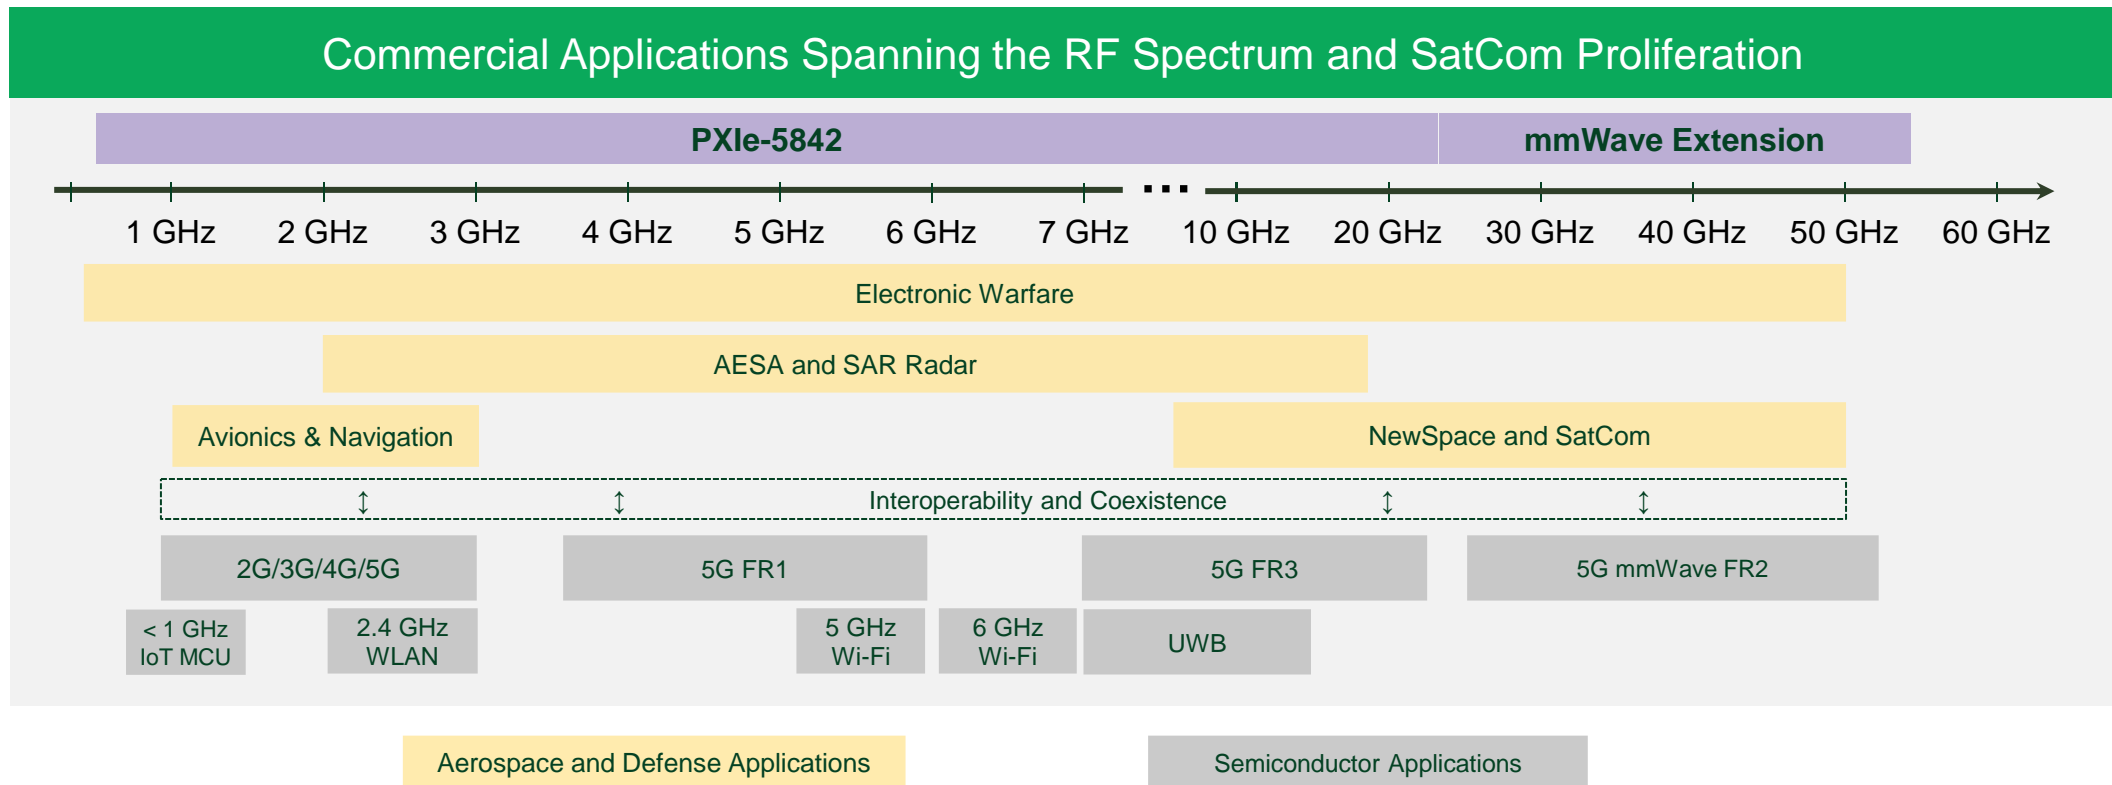 Commercial Applications Spanning the RF Spectrum and SatCom Proliferation
PXIe-5842
mmWave Extension
1 GHz 2 GHz 3 GHz 4 GHz 5 GHz 6 GHz 7 GHz 10 GHz 20 GHz 30 GHz 40 GHz 50 GHz 60 GHz
Electronic Warfare
AESA and SAR Radar
Avionics & Navigation
NewSpace and SatCom
Interoperability and Coexistence
2G/3G/4G/5G
5G FR1
5G FR3
5G mmWave FR2
< 1 GHz
IoT MCU
2.4 GHz
WLAN
5 GHz
Wi-Fi
6 GHz
Wi-Fi
UWB
Aerospace and Defense Applications
Semiconductor Applications